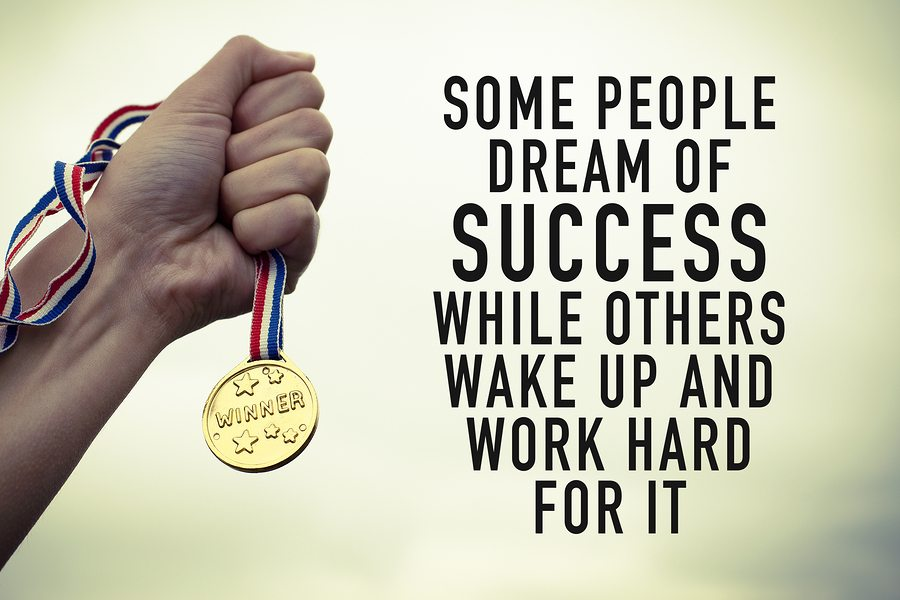 SOME PEOPLE
DREAM OF
SUCCESS
WHILE OTHERS
WAKE UP AND
WORK HARD
FOR IT
WINNER